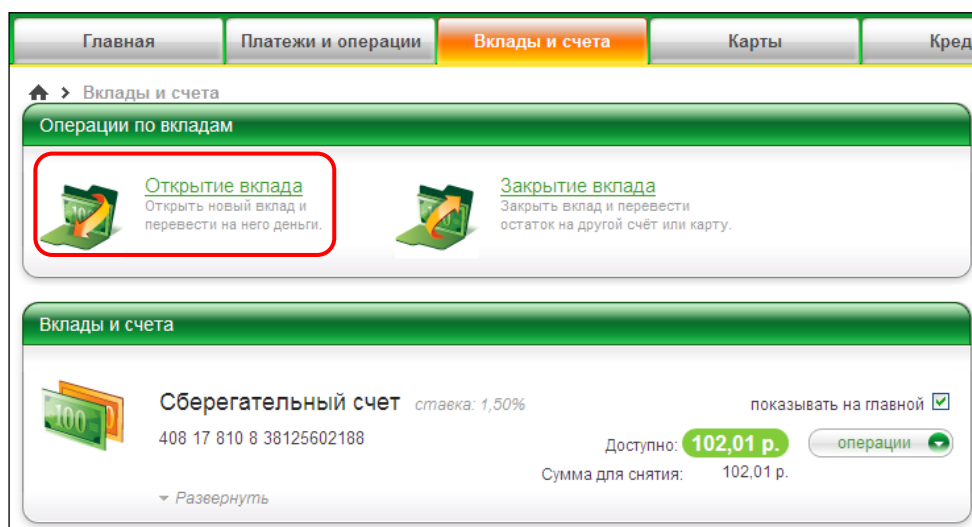 Главная Платежи и операции Вклады и счета Карты Кред
Вклады и счета
Операции по вкладам
Открытие вклада
Открыть новый вклад и
перевести на него деньги.
Закрытие вклада
Закрыть вклад и перевести
остаток на другой счёт или карту.
Вклады и счета
Сберегательный счет ставка: 1,50% показывать на главной
408 17 810 8 38125602188
Доступно: 102,01 р. операции
Сумма для снятия: 102,01 р.
Развернуть